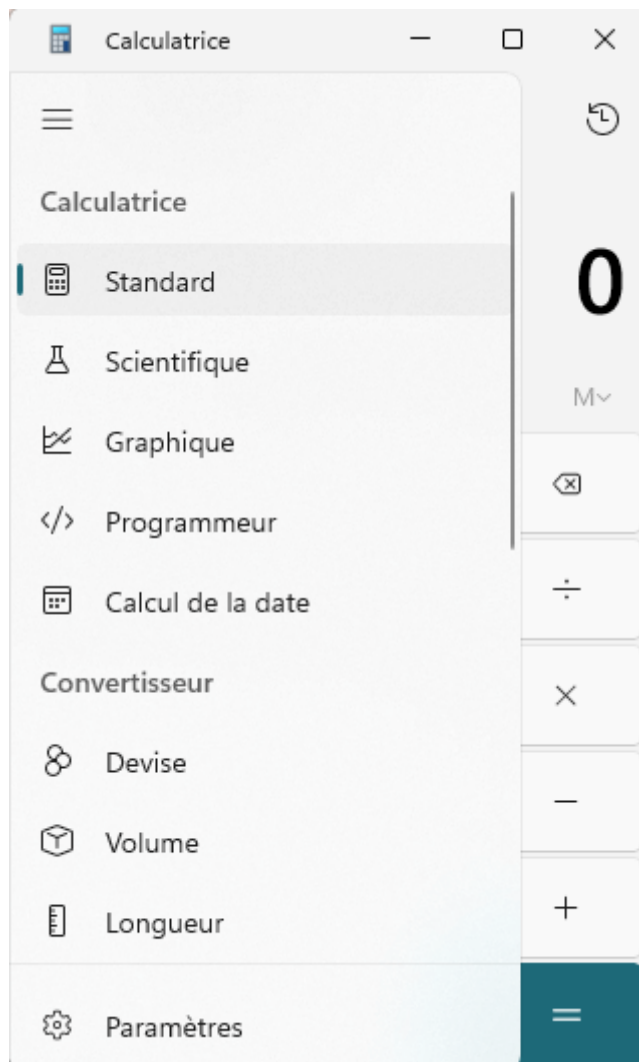 Calculatrice
Calculatrice
0
Standard
Scientifique
M
Graphique
Programmeur
÷
Calcul de la date
Convertisseur
×
Devise
−
Volume
+
Longueur
=
Paramètres